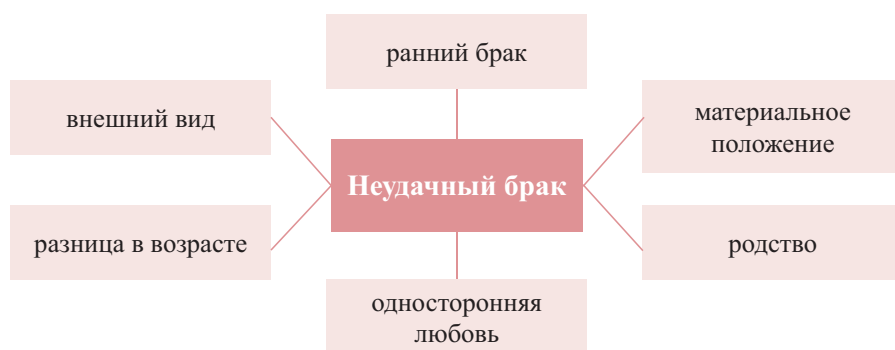 ранний брак
внешний вид
материальное
положение
Неудачный брак
разница в возрасте
родство
односторонняя
любовь